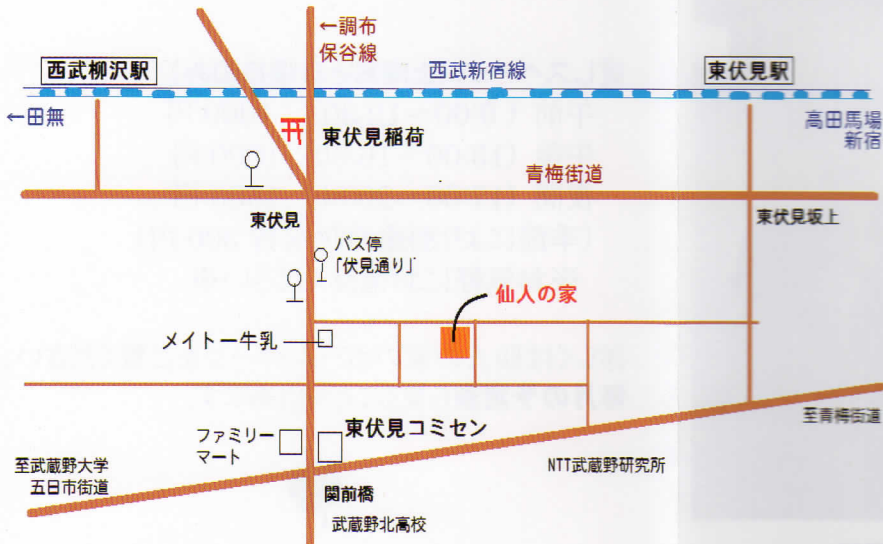 ←調布
保谷線
西武柳沢駅
西武新宿線
東伏見駅
←田無
高田馬場
新宿
東伏見稲荷
青梅街道
東伏見
東伏見坂上
バス停
「伏見通り」
仙人の家
メイトー牛乳
ファミリー
マート
東伏見コミセン
至青梅街道
至武蔵野大学
五日市街道
NTT武蔵野研究所
関前橋
武蔵野北高校